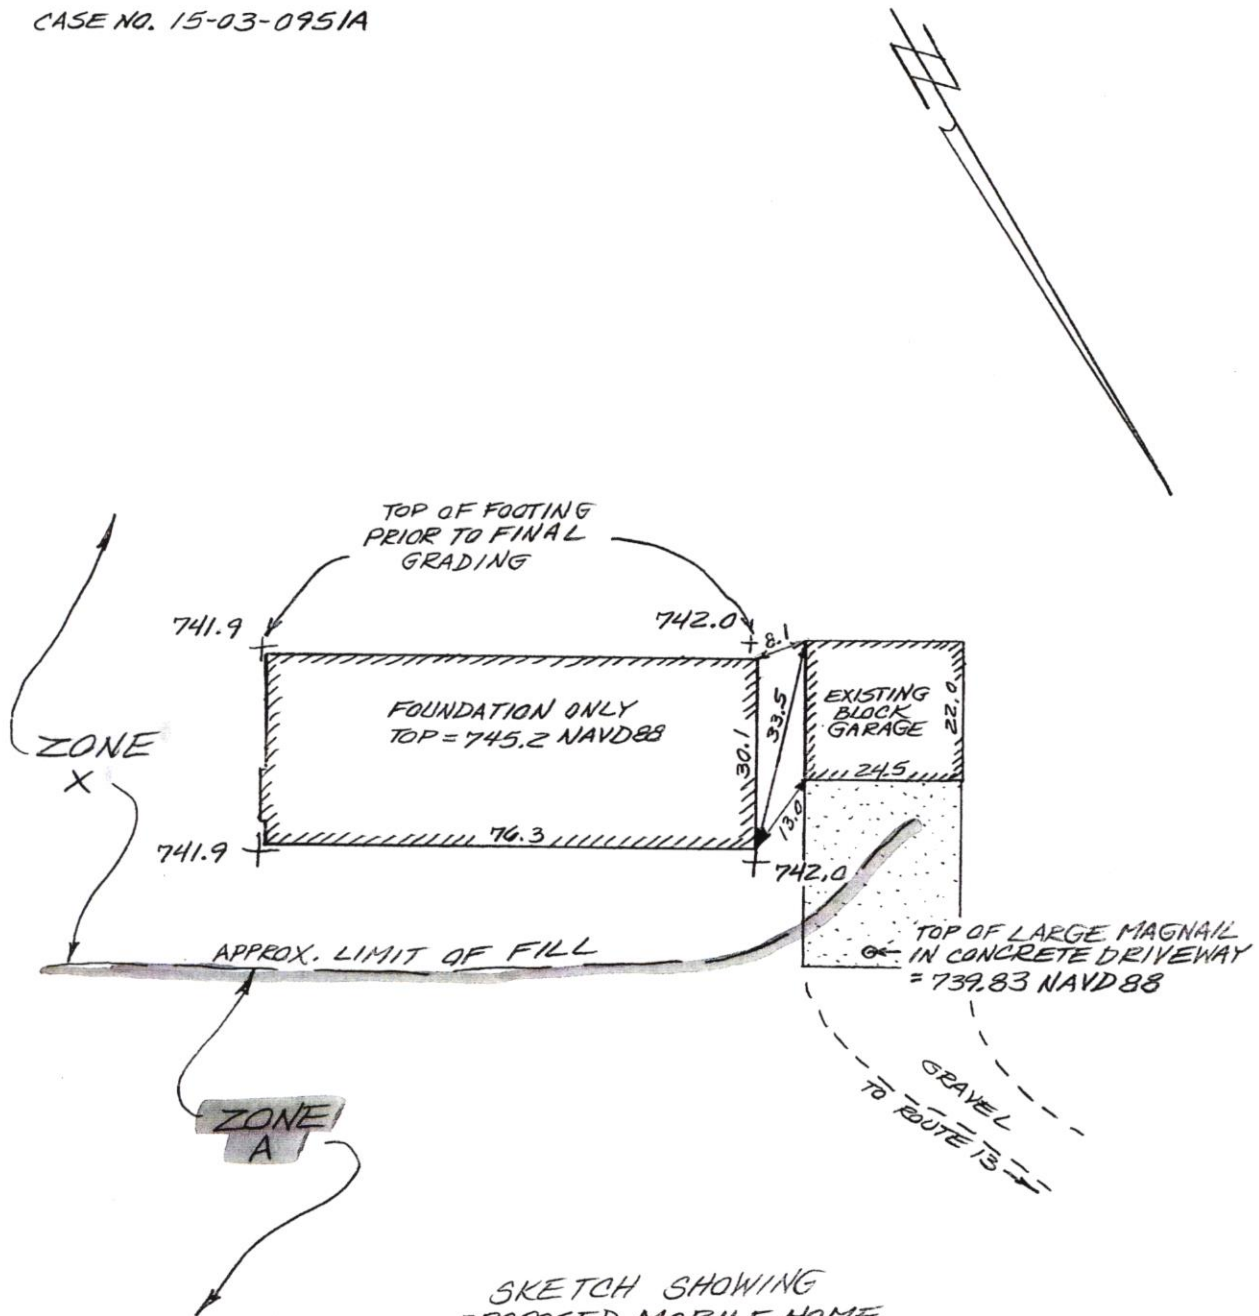 CASE NO. 15-03-0951A
N
TOP OF FOOTING
PRIOR TO FINAL
GRADING
741.9
742.0
8.1
FOUNDATION ONLY
TOP = 745.2 NAVD88
30.1
33.5
EXISTING
BLOCK
GARAGE
22.0
24.5
ZONE
X
76.3
13.0
741.9
742.0
APPROX. LIMIT OF FILL
TOP OF LARGE MAGNAIL
IN CONCRETE DRIVEWAY
= 739.83 NAVD88
GRAVEL
TO ROUTE 13
ZONE
A
SKETCH SHOWING
PROPOSED MOBILE HOME